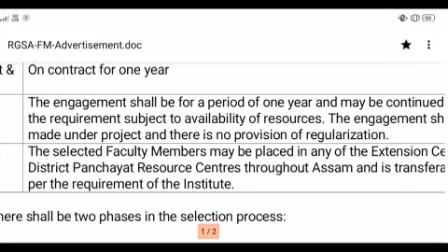 RGSA-FM-Advertisement.doc
t & On contract for one year
The engagement shall be for a period of one year and may be continued
the requirement subject to availability of resources. The engagement sh
made under project and there is no provision of regularization.
The selected Faculty Members may be placed in any of the Extension Ce
District Panchayat Resource Centres throughout Assam and is transfera
per the requirement of the Institute.
here shall be two phases in the selection process:
1 / 2